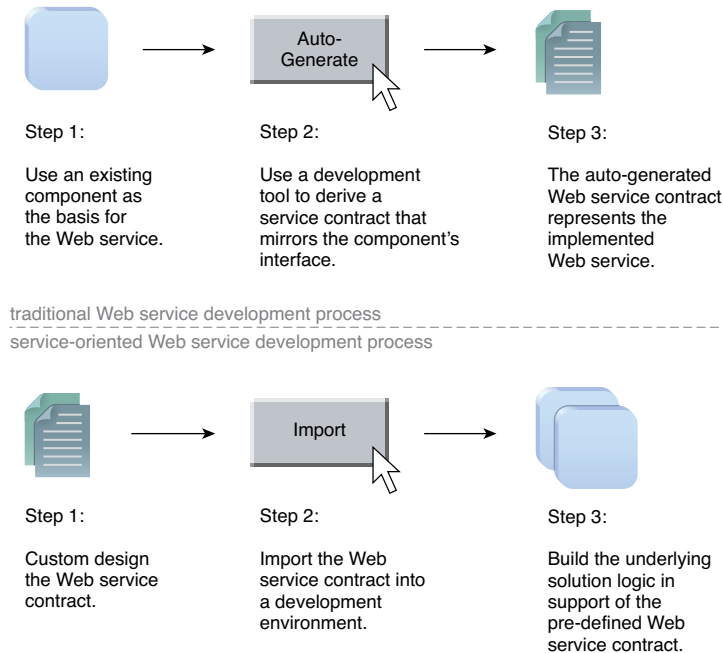 Auto-
Generate
Step 1:
Use an existing
component as
the basis for
the Web service.
Step 2:
Use a development
tool to derive a
service contract that
mirrors the component's
interface.
Step 3:
The auto-generated
Web service contract
represents the
implemented
Web service.
traditional Web service development process
service-oriented Web service development process
Import
Step 1:
Custom design
the Web service
contract.
Step 2:
Import the Web
service contract into
a development
environment.
Step 3:
Build the underlying
solution logic in
support of the
pre-defined Web
service contract.